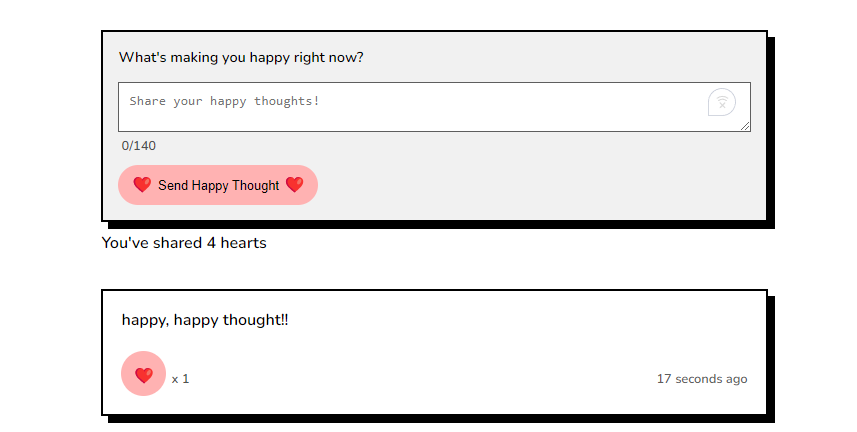 What's making you happy right now?
Share your happy thoughts!
0/140
Send Happy Thought
You've shared 4 hearts
happy, happy thought!!
x 1
17 seconds ago